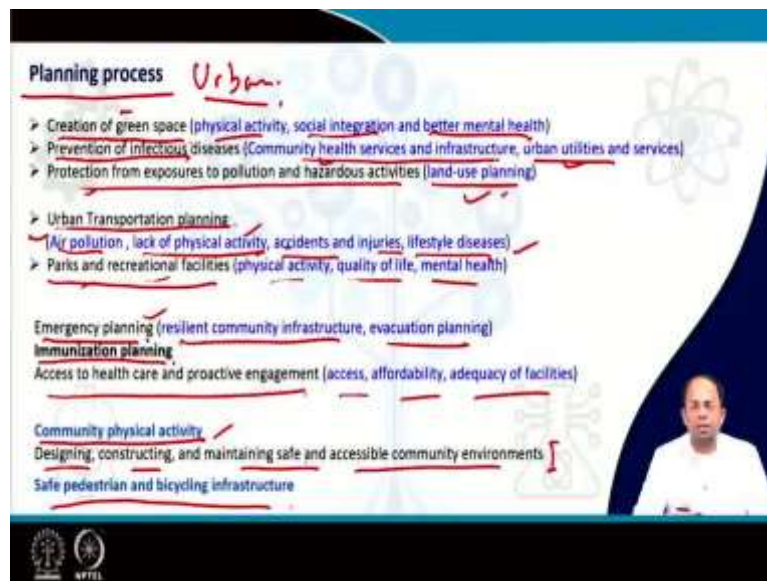 Planning process Urban.
➢ Creation of green space (physical activity, social integration and better mental health)
➢ Prevention of infectious diseases (Community health services and infrastructure, urban utilities and services)
➢ Protection from exposures to pollution and hazardous activities (land-use planning)
➢ Urban Transportation planning
(Air pollution , lack of physical activity, accidents and injuries, lifestyle diseases)
➢ Parks and recreational facilities (physical activity, quality of life, mental health)
Emergency planning (resilient community infrastructure, evacuation planning)
Immunization planning
Access to health care and proactive engagement (access, affordability, adequacy of facilities)
Community physical activity
Designing, constructing, and maintaining safe and accessible community environments
Safe pedestrian and bicycling infrastructure
NPTEL